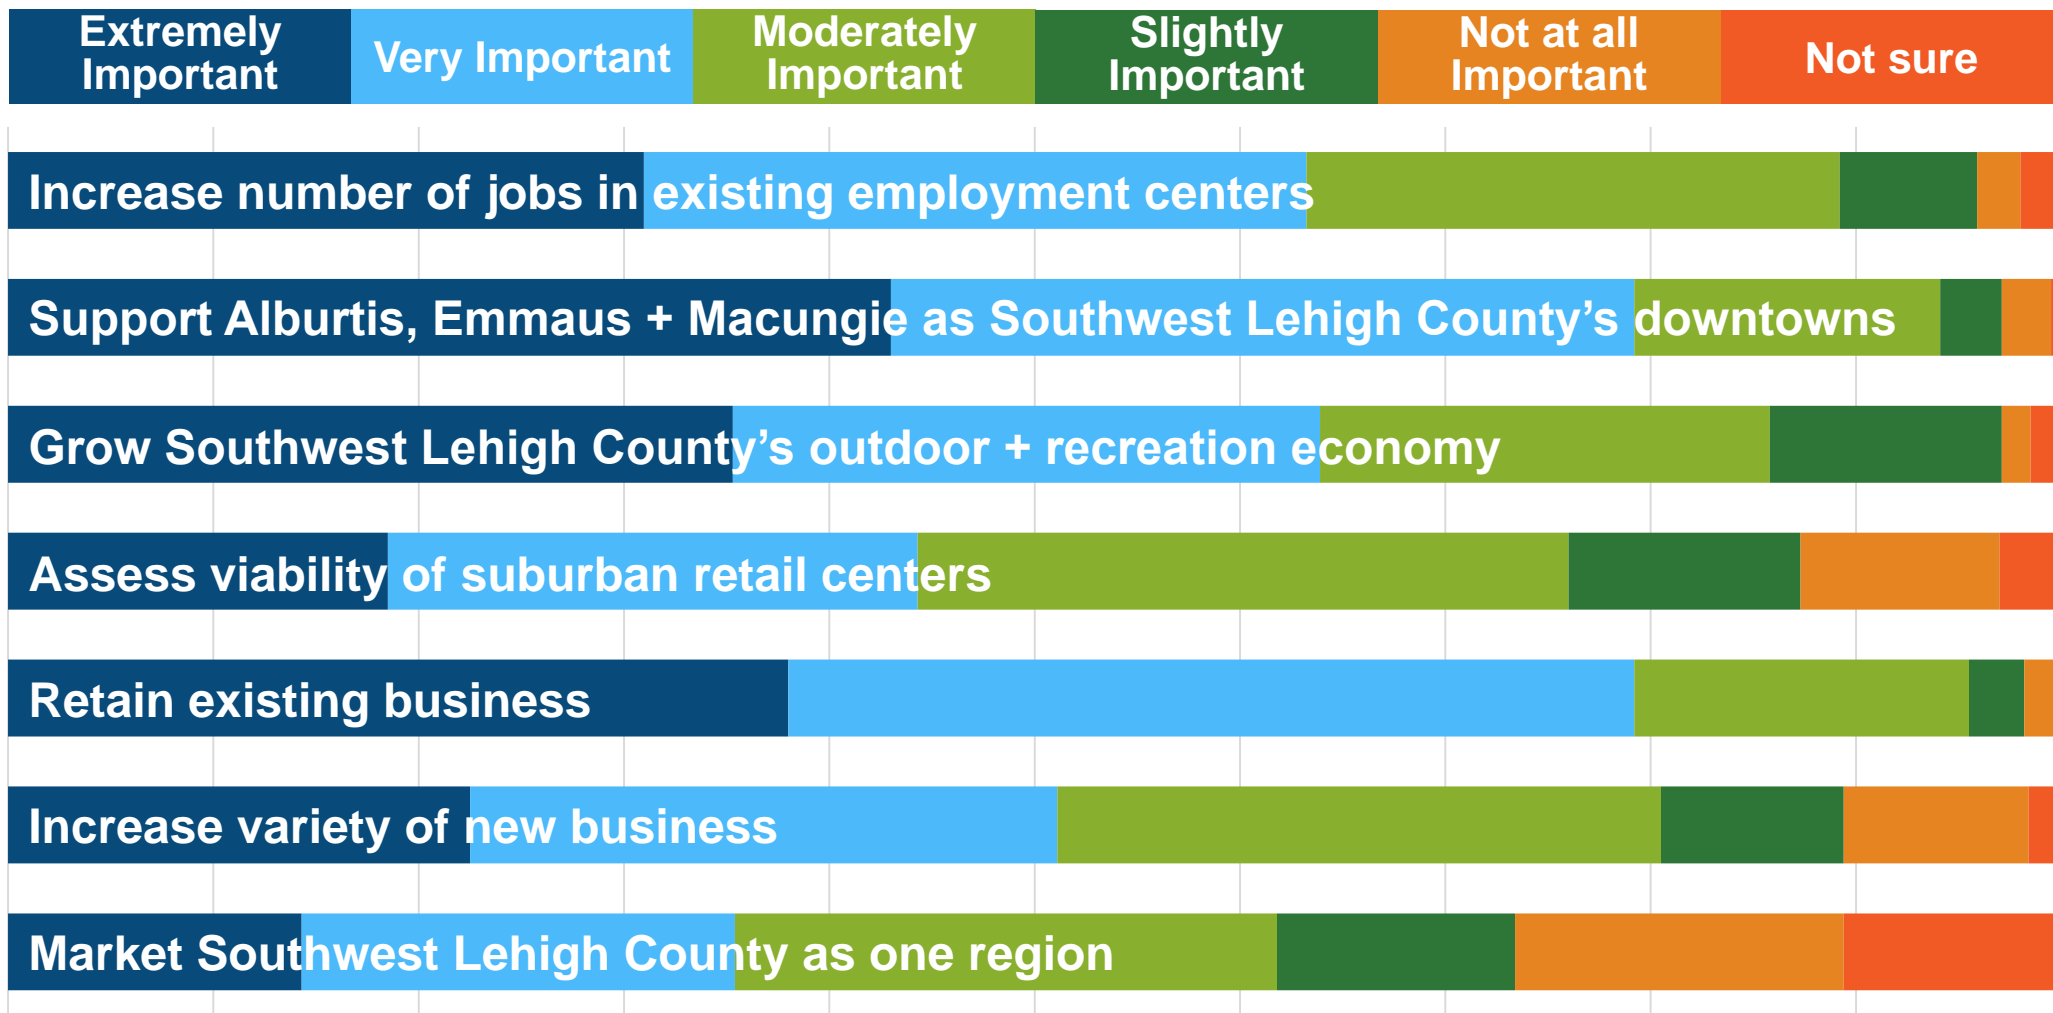 Extremely
Important
Very Important
Moderately
Important
Slightly
Important
Not at all
Important
Not sure
Increase number of jobs in existing employment centers
Support Alburtis, Emmaus + Macungie as Southwest Lehigh County’s downtowns
Grow Southwest Lehigh County’s outdoor + recreation economy
Assess viability of suburban retail centers
Retain existing business
Increase variety of new business
Market Southwest Lehigh County as one region